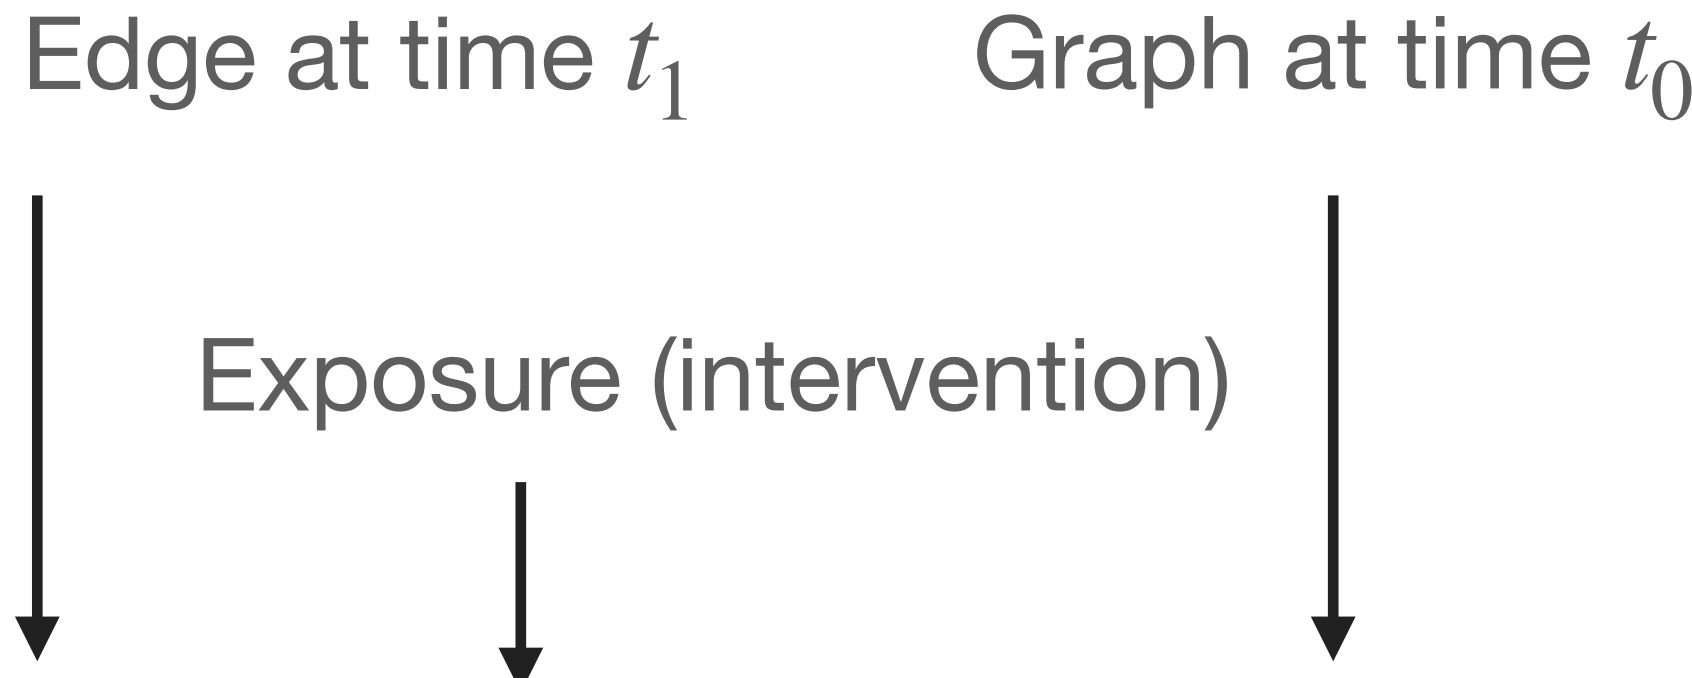 Edge at time t₁
Graph at time t₀
Exposure (intervention)